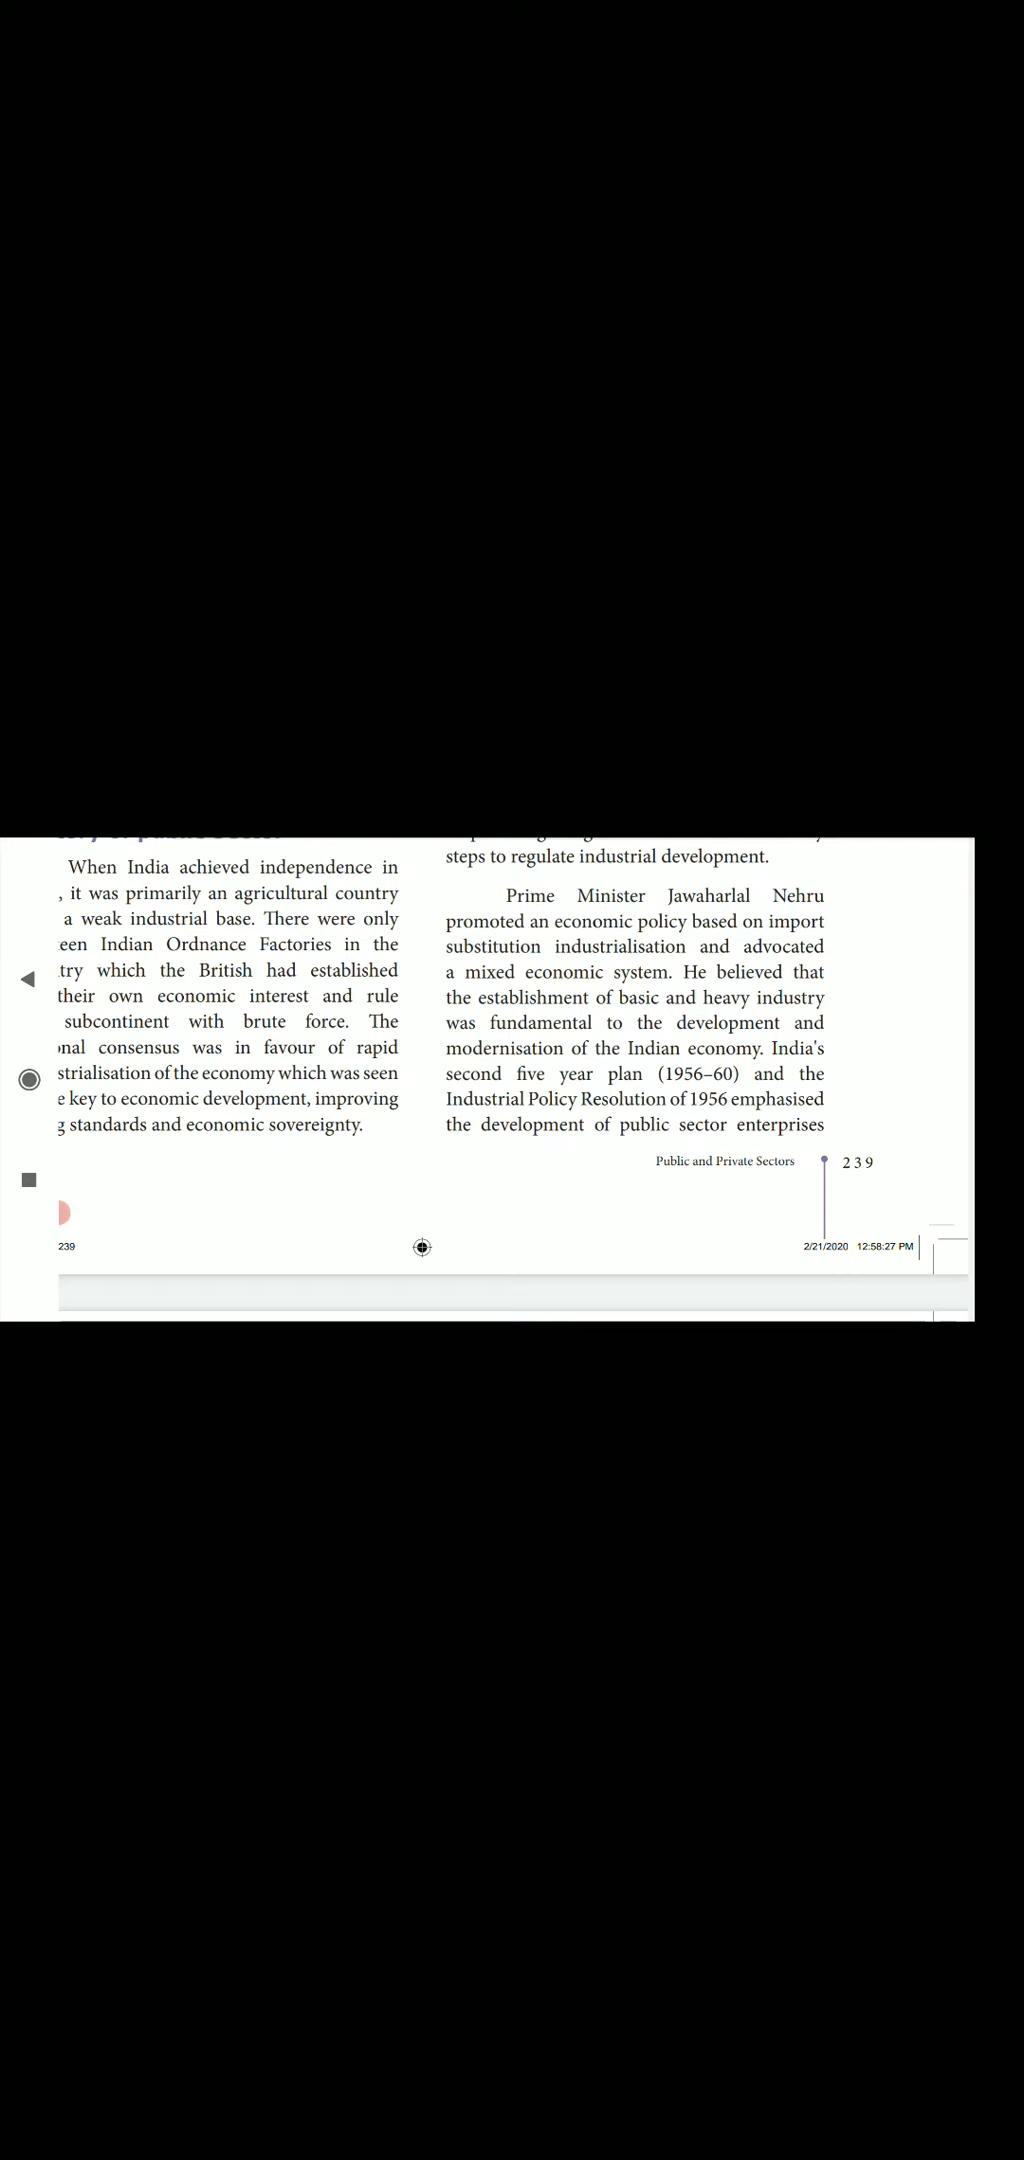 When India achieved independence in
, it was primarily an agricultural country
a weak industrial base. There were only
Indian Ordnance Factories in the
which the British had established
their own economic interest and rule
subcontinent with brute force. The
consensus was in favour of rapid
of the economy which was seen
key to economic development, improving
standards and economic sovereignty.
steps to regulate industrial development.
Prime Minister Jawaharlal Nehru
promoted an economic policy based on import
substitution industrialisation and advocated
a mixed economic system. He believed that
the establishment of basic and heavy industry
was fundamental to the development and
modernisation of the Indian economy. India's
second five year plan (1956–60) and the
Industrial Policy Resolution of 1956 emphasised
the development of public sector enterprises
Public and Private Sectors 239
239
2/21/2020 12:58:27 PM